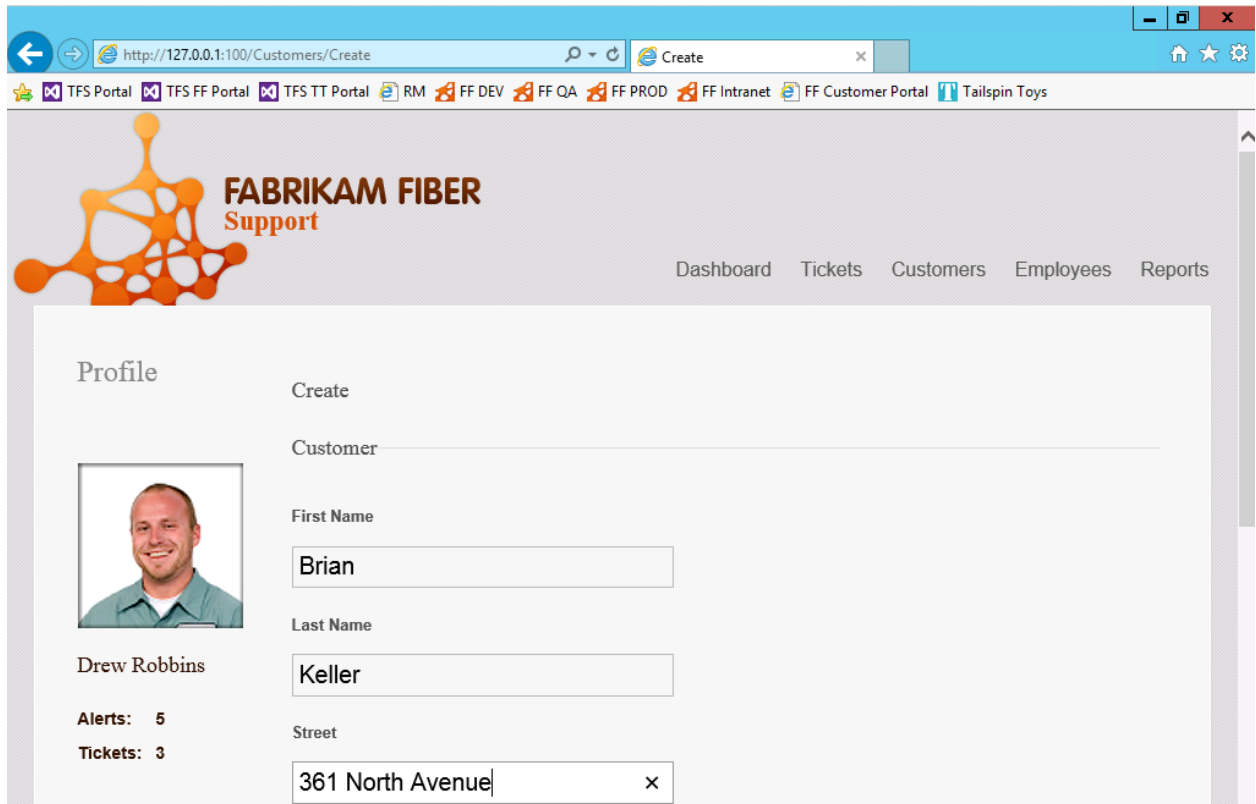 http://127.0.0.1:100/Customers/Create
Create
TFS Portal TFS FF Portal TFS TT Portal RM FF DEV FF QA FF PROD FF Intranet FF Customer Portal Tailspin Toys
FABRIKAM FIBER
Support
Dashboard Tickets Customers Employees Reports
Profile
Create
Customer
First Name
Brian
Last Name
Drew Robbins
Keller
Alerts: 5
Street
Tickets: 3
361 North Avenue